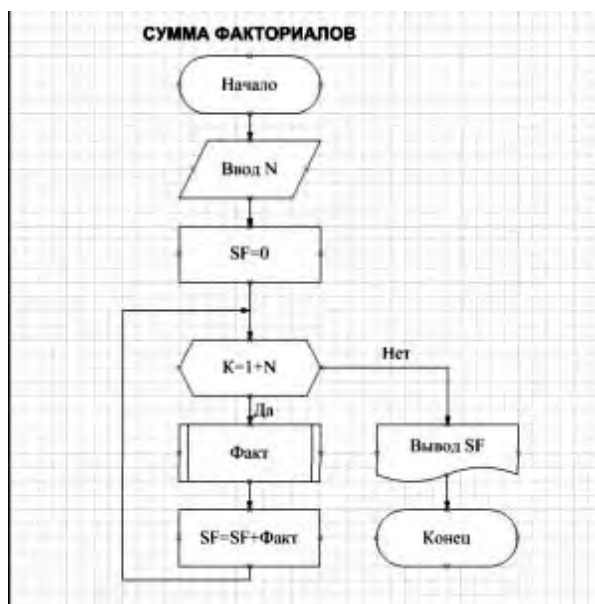 СУММА ФАКТОРИАЛОВ
Начало
Ввод N
SF=0
K=1+N
Нет
Да
Факт
Вывод SF
SF=SF+Факт
Конец